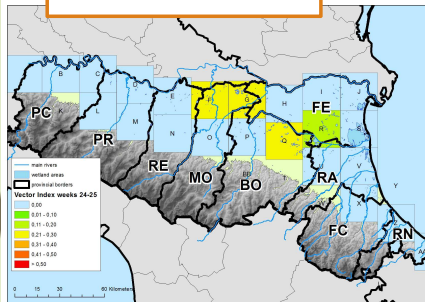 B
C
D
E
F
G
H
I
J
K
M
N
O
P
Q
R
S
V
W
Y
BB
PC
PR
RE
MO
BO
FE
RA
FC
RN
main rivers
wetland areas
provincial borders
Vector Index weeks 24-25
0,00
0,01 - 0,10
0,11 - 0,20
0,21 - 0,30
0,31 - 0,40
0,41 - 0,50
> 0,50
0 15 30 60 Kilometers